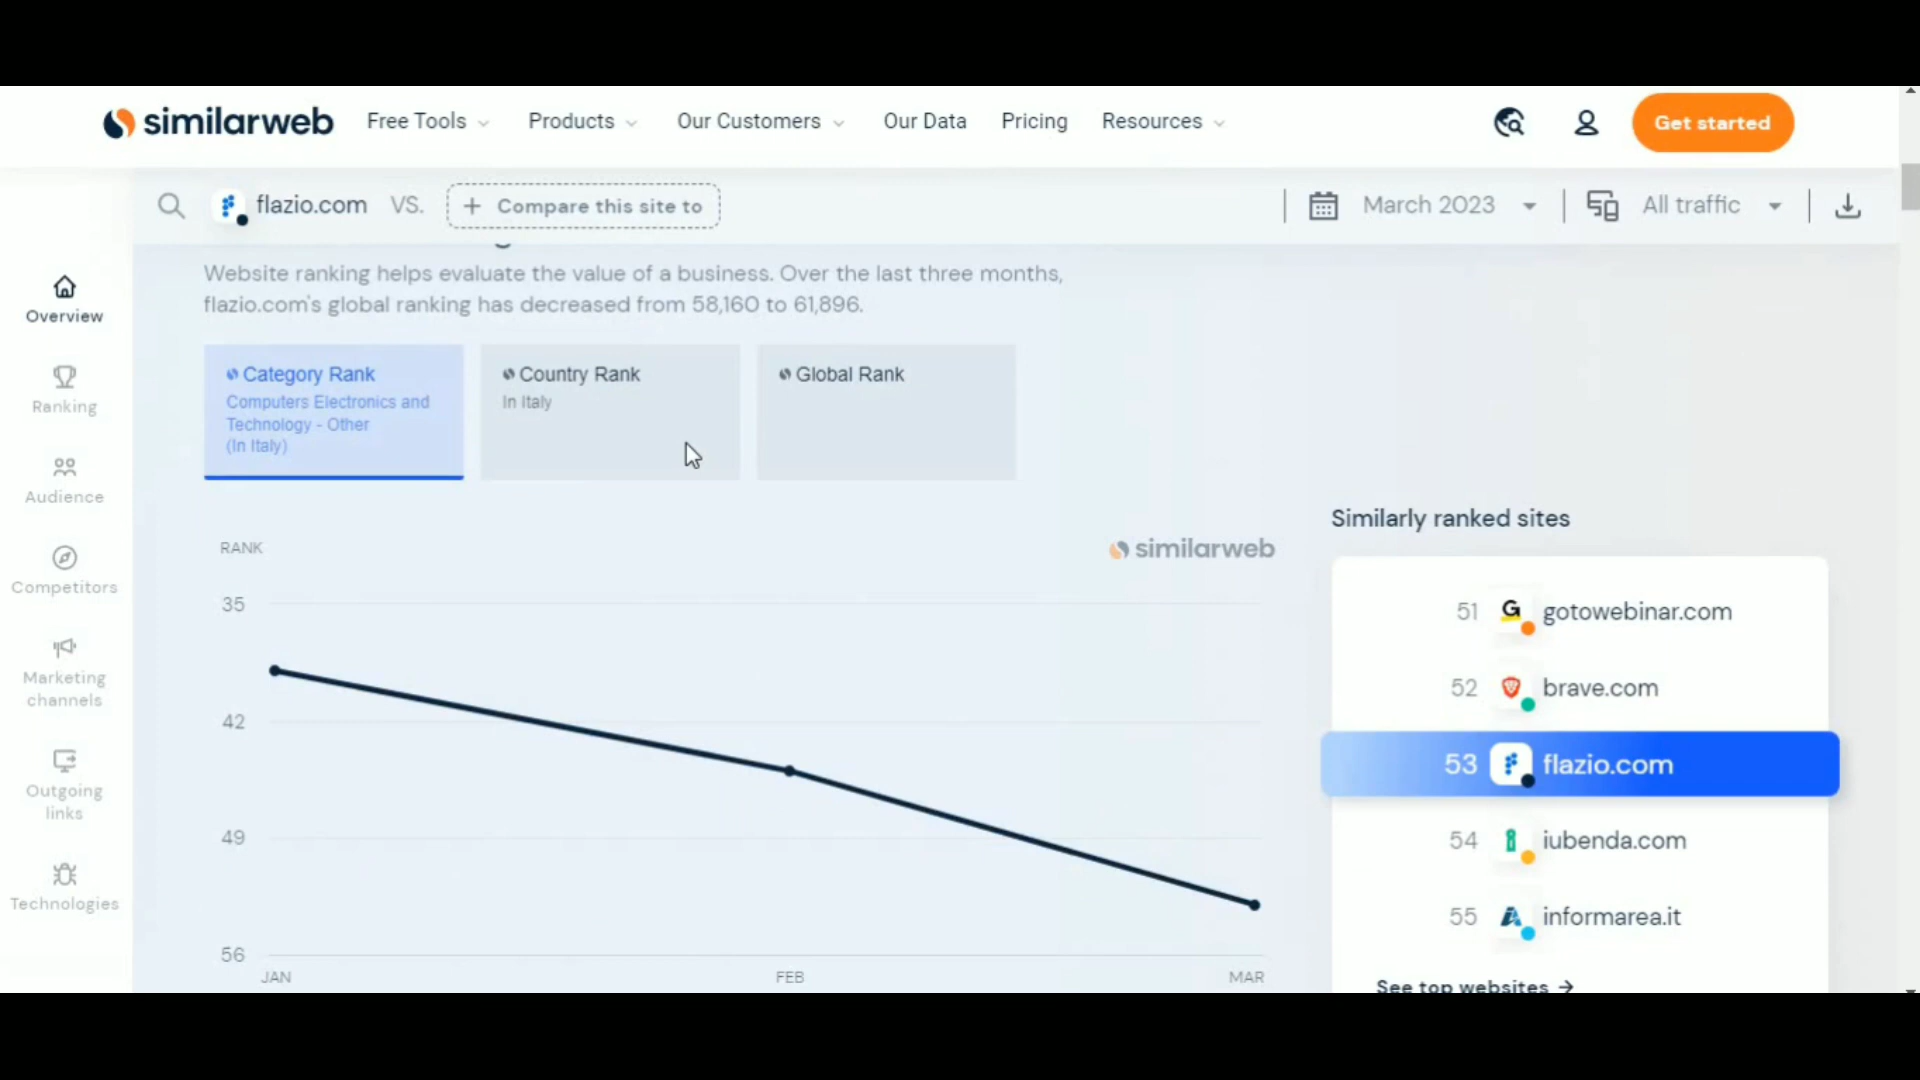 similarweb Free Tools Products Our Customers Our Data Pricing Resources Get started
flazio.com VS. + Compare this site to March 2023 All traffic
Website ranking helps evaluate the value of a business. Over the last three months,
flazio.com's global ranking has decreased from 58,160 to 61,896.
Overview
Ranking
Audience
Competitors
Marketing
channels
Outgoing
links
Technologies
Category Rank
Computers Electronics and
Technology - Other
(In Italy)
Country Rank
In Italy
Global Rank
RANK
similarweb
35
42
49
56
JAN FEB MAR
Similarly ranked sites
51 gotowebinar.com
52 brave.com
53 flazio.com
54 iubenda.com
55 informarea.it
See top websites →